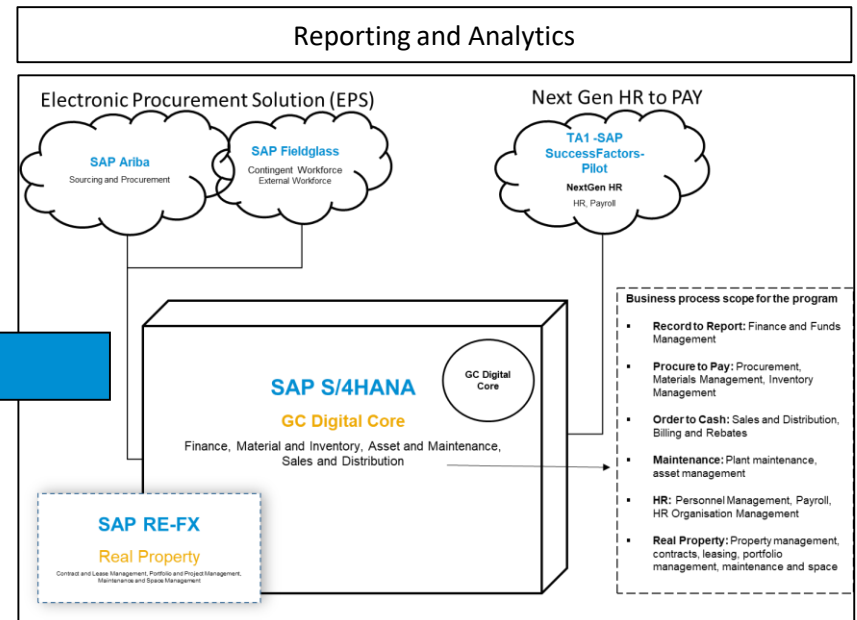 Reporting and Analytics
Electronic Procurement Solution (EPS)
Next Gen HR to PAY
SAP Ariba
Sourcing and Procurement
SAP Fieldglass
Contingent Workforce
External Workforce
TA1 -SAP
SuccessFactors-
Pilot
NextGen HR
HR, Payroll
SAP S/4HANA
GC Digital Core
Finance, Material and Inventory, Asset and Maintenance,
Sales and Distribution
GC Digital
Core
SAP RE-FX
Real Property
Contract and Lease Management, Portfolio and Project Management,
Maintenance and Space Management
Business process scope for the program
▪ Record to Report: Finance and Funds
Management
▪ Procure to Pay: Procurement,
Materials Management, Inventory
Management
▪ Order to Cash: Sales and Distribution,
Billing and Rebates
▪ Maintenance: Plant maintenance,
asset management
▪ HR: Personnel Management, Payroll,
HR Organisation Management
▪ Real Property: Property management,
contracts, leasing, portfolio
management, maintenance and space